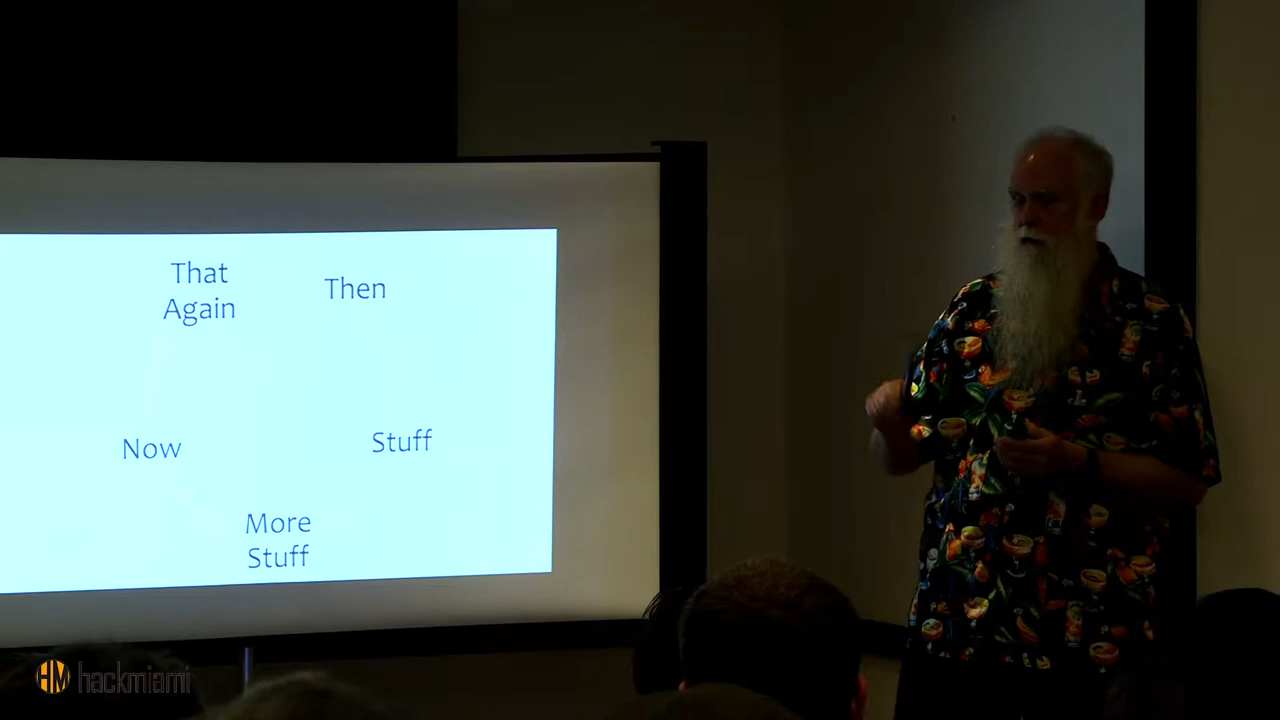 That
Again
Then
Now
Stuff
More
Stuff
HM hackmiami